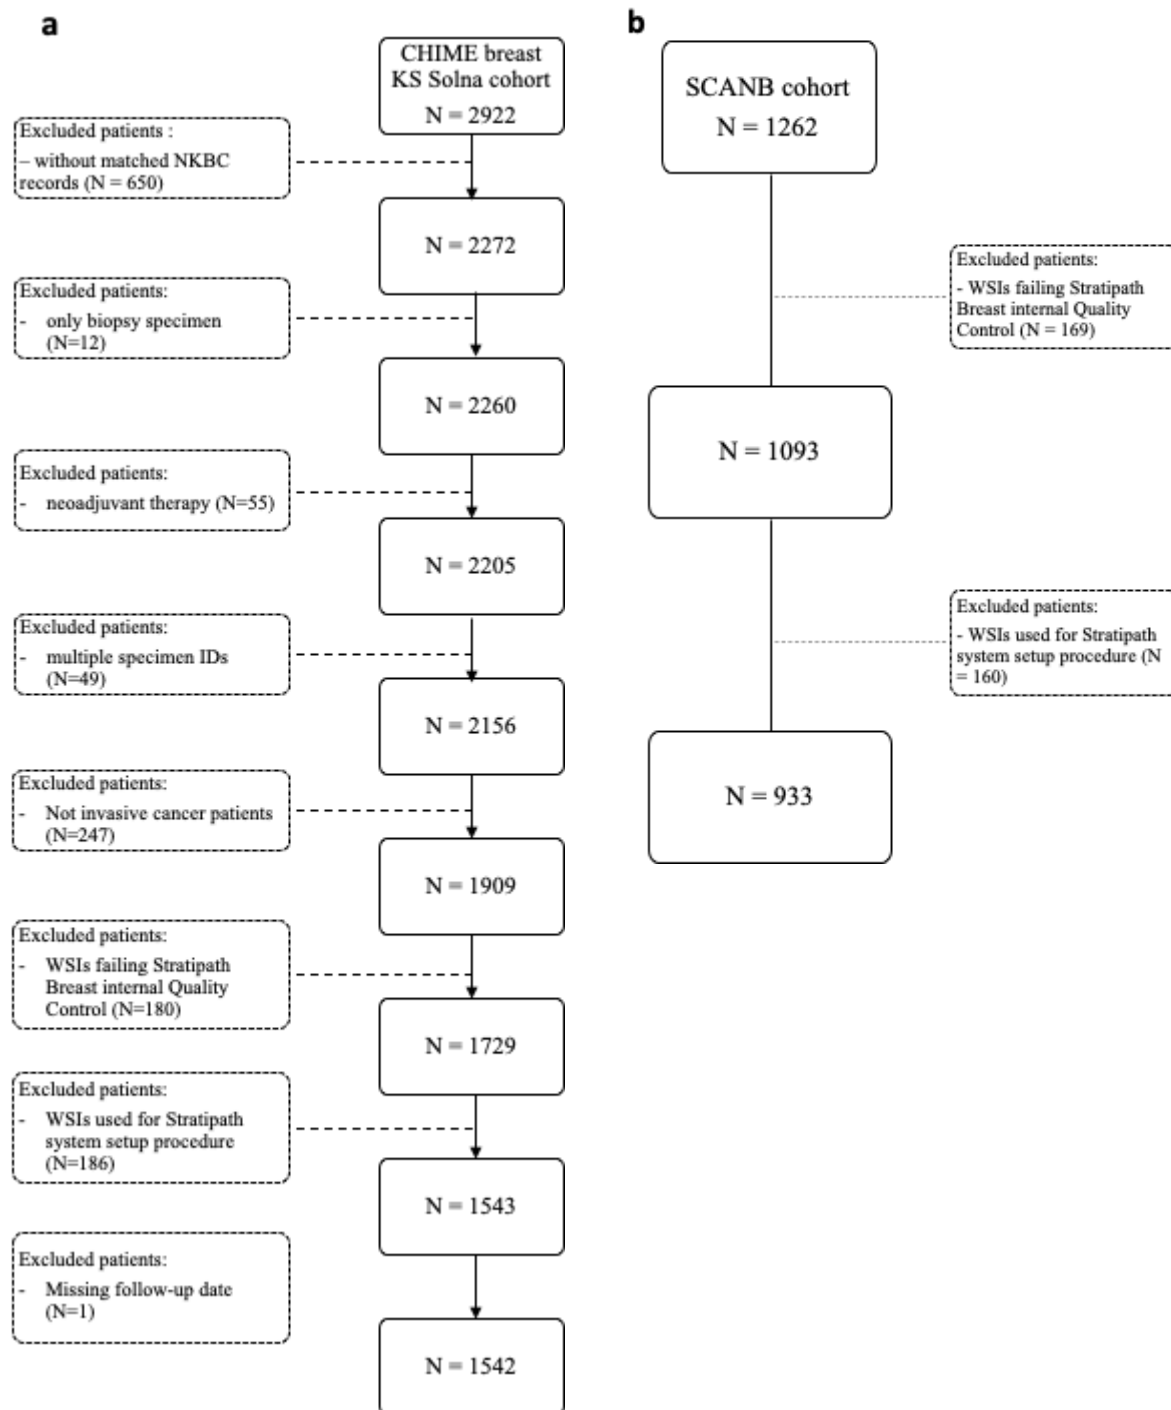 a
CHIME breast
KS Solna cohort
N = 2922
Excluded patients :
– without matched NKBC
records (N = 650)
N = 2272
Excluded patients:
- only biopsy specimen
(N=12)
N = 2260
Excluded patients:
- neoadjuvant therapy (N=55)
N = 2205
Excluded patients:
- multiple specimen IDs
(N=49)
N = 2156
Excluded patients:
- Not invasive cancer patients
(N=247)
N = 1909
Excluded patients:
- WSIs failing Stratipath
Breast internal Quality
Control (N=180)
N = 1729
Excluded patients:
- WSIs used for Stratipath
system setup procedure
(N=186)
N = 1543
Excluded patients:
- Missing follow-up date
(N=1)
N = 1542
b
SCANB cohort
N = 1262
Excluded patients:
- WSIs failing Stratipath
Breast internal Quality
Control (N = 169)
N = 1093
Excluded patients:
- WSIs used for Stratipath
system setup procedure (N
= 160)
N = 933